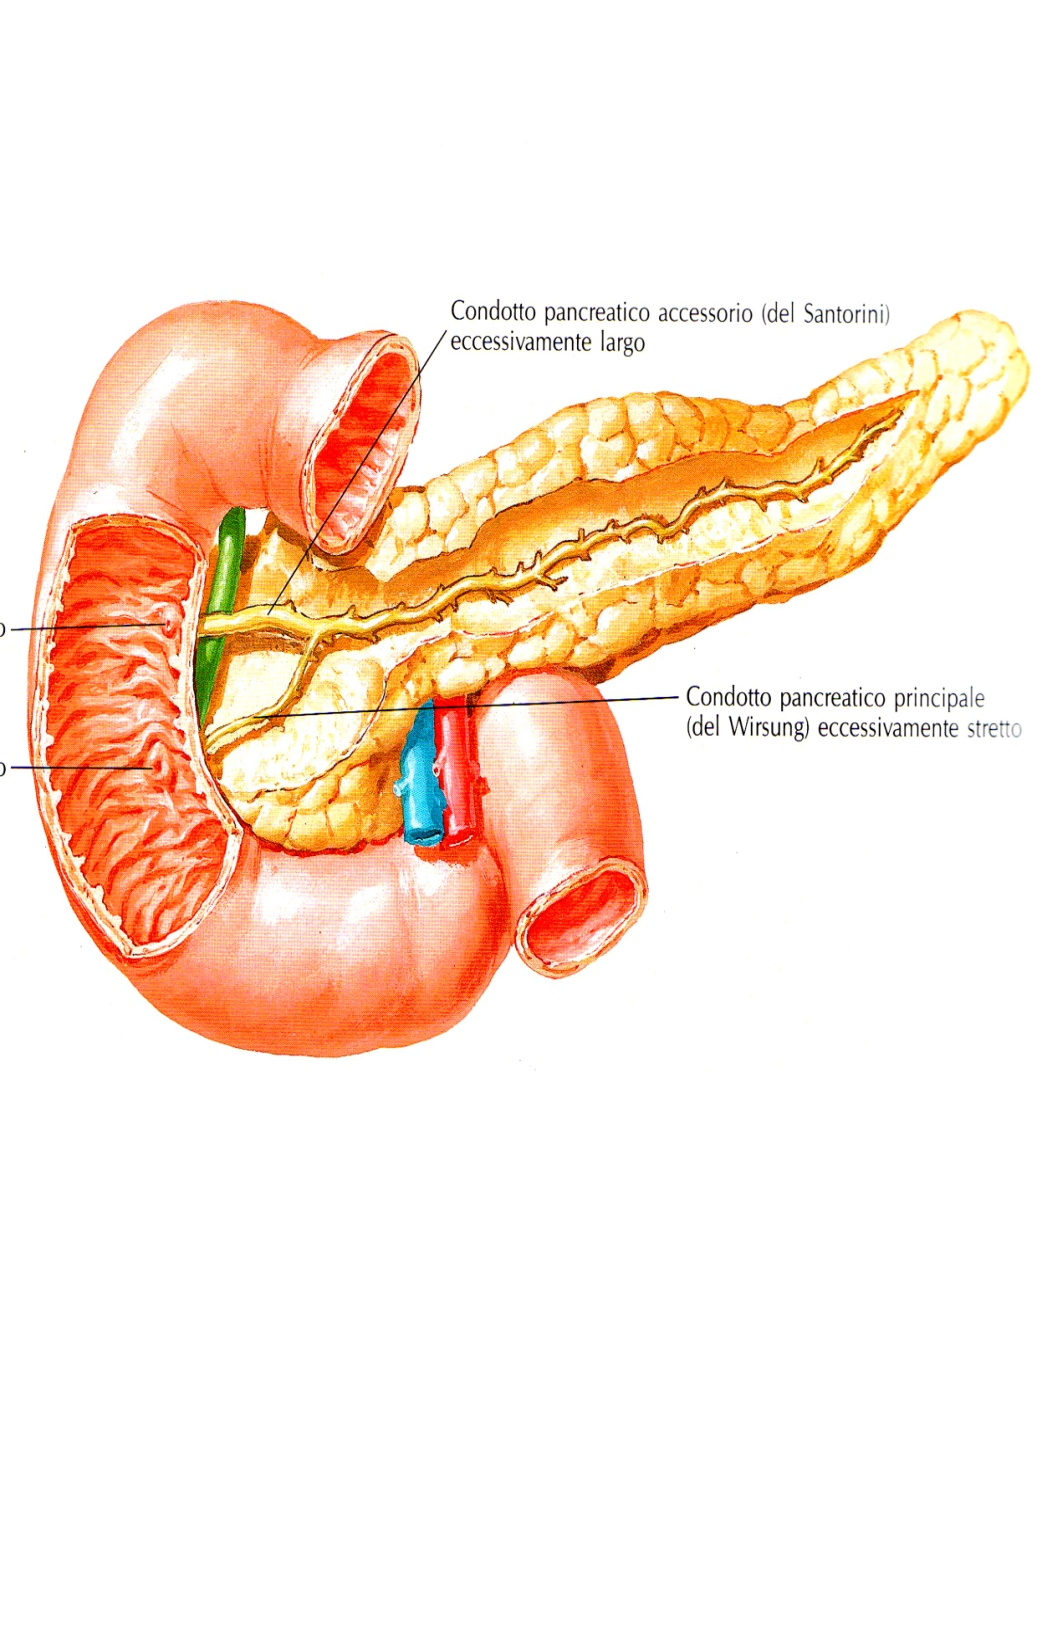 Condotto pancreatico accessorio (del Santorini)
eccessivamente largo
Condotto pancreatico principale
(del Wirsung) eccessivamente stretto